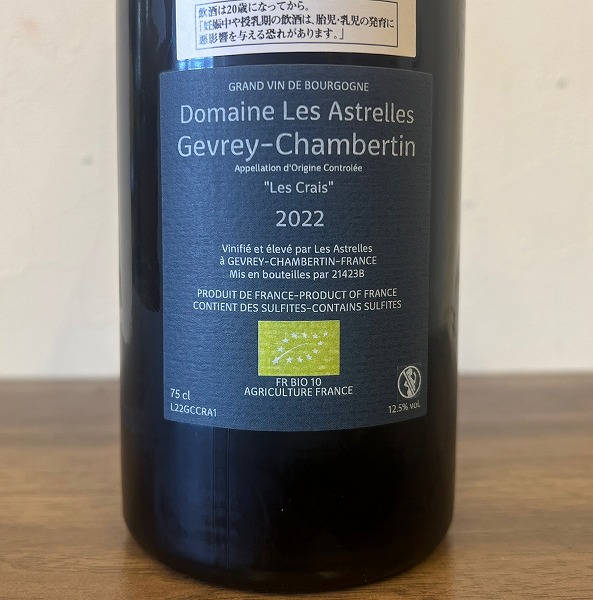 飲酒は20歳になってから。
「妊娠中や授乳期の飲酒は、胎児・乳児の発育に
悪影響を与える恐れがあります。」
GRAND VIN DE BOURGOGNE
Domaine Les Astrelles
Gevrey-Chambertin
Appellation d'Origine Controlée
"Les Crais"
2022
Vinifié et élevé par Les Astrelles
à GEVREY-CHAMBERTIN-FRANCE
Mis en bouteilles par 21423B
PRODUIT DE FRANCE-PRODUCT OF FRANCE
CONTIENT DES SULFITES-CONTAINS SULFITES
FR BIO 10
AGRICULTURE FRANCE
75 cl
L22GCCRA1
12.5% vol.